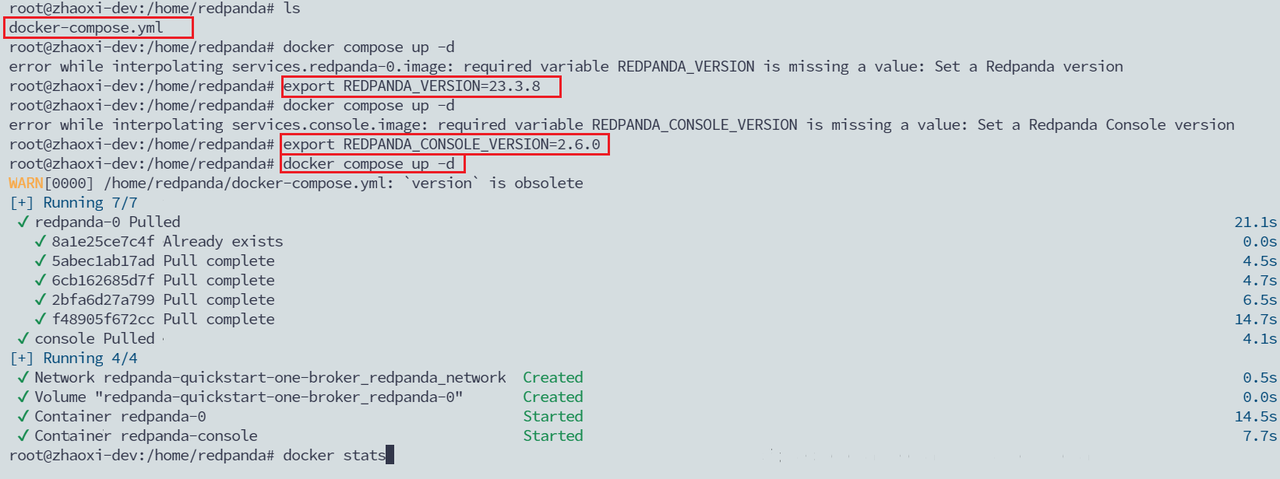 root@zhaoxi-dev:/home/redpanda# ls
docker-compose.yml
root@zhaoxi-dev:/home/redpanda# docker compose up -d
error while interpolating services.redpanda-0.image: required variable REDPANDA_VERSION is missing a value: Set a Redpanda version
root@zhaoxi-dev:/home/redpanda# export REDPANDA_VERSION=23.3.8
root@zhaoxi-dev:/home/redpanda# docker compose up -d
error while interpolating services.console.image: required variable REDPANDA_CONSOLE_VERSION is missing a value: Set a Redpanda Console version
root@zhaoxi-dev:/home/redpanda# export REDPANDA_CONSOLE_VERSION=2.6.0
root@zhaoxi-dev:/home/redpanda# docker compose up -d
WARN[0000] /home/redpanda/docker-compose.yml: `version` is obsolete
[+] Running 7/7
✓ redpanda-0 Pulled 21.1s
✓ 8a1e25ce7c4f Already exists 0.0s
✓ 5abec1ab17ad Pull complete 4.5s
✓ 6cb162685d7f Pull complete 4.7s
✓ 2bfa6d27a799 Pull complete 6.5s
✓ f48905f672cc Pull complete 14.7s
✓ console Pulled 4.1s
[+] Running 4/4
✓ Network redpanda-quickstart-one-broker_redpanda_network Created 0.5s
✓ Volume "redpanda-quickstart-one-broker_redpanda-0" Created 0.0s
✓ Container redpanda-0 Started 14.5s
✓ Container redpanda-console Started 7.7s
root@zhaoxi-dev:/home/redpanda# docker stats